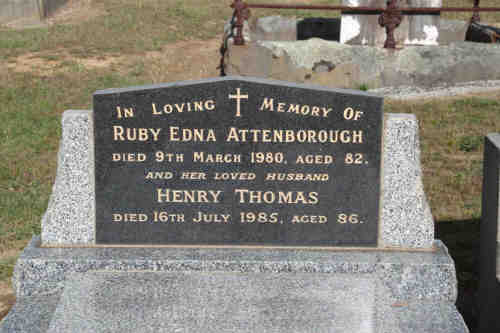 In Loving Memory Of
Ruby Edna Attenborough
died 9th March 1980, aged 82.
and her loved husband
Henry Thomas
died 16th July 1985, aged 86.